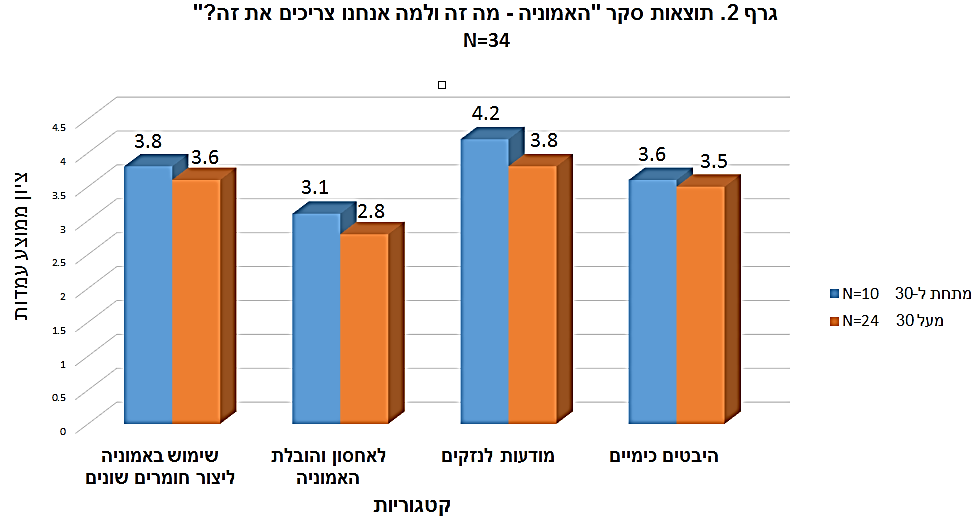 גרף 2. תוצאות סקר "האמוניה - מה זה ולמה אנחנו צריכים את זה?"
N=34
ציון ממוצע עמדות
4.5
4
3.5
3
2.5
2
1.5
1
0.5
0
3.8
3.6
3.1
2.8
4.2
3.8
3.6
3.5
שימוש באמוניה
ליצור חומרים שונים
לאחסון והובלת
האמוניה
מודעות לנזקים
היבטים כימיים
קטגוריות
מתחת ל-30 N=10
מעל 30 N=24